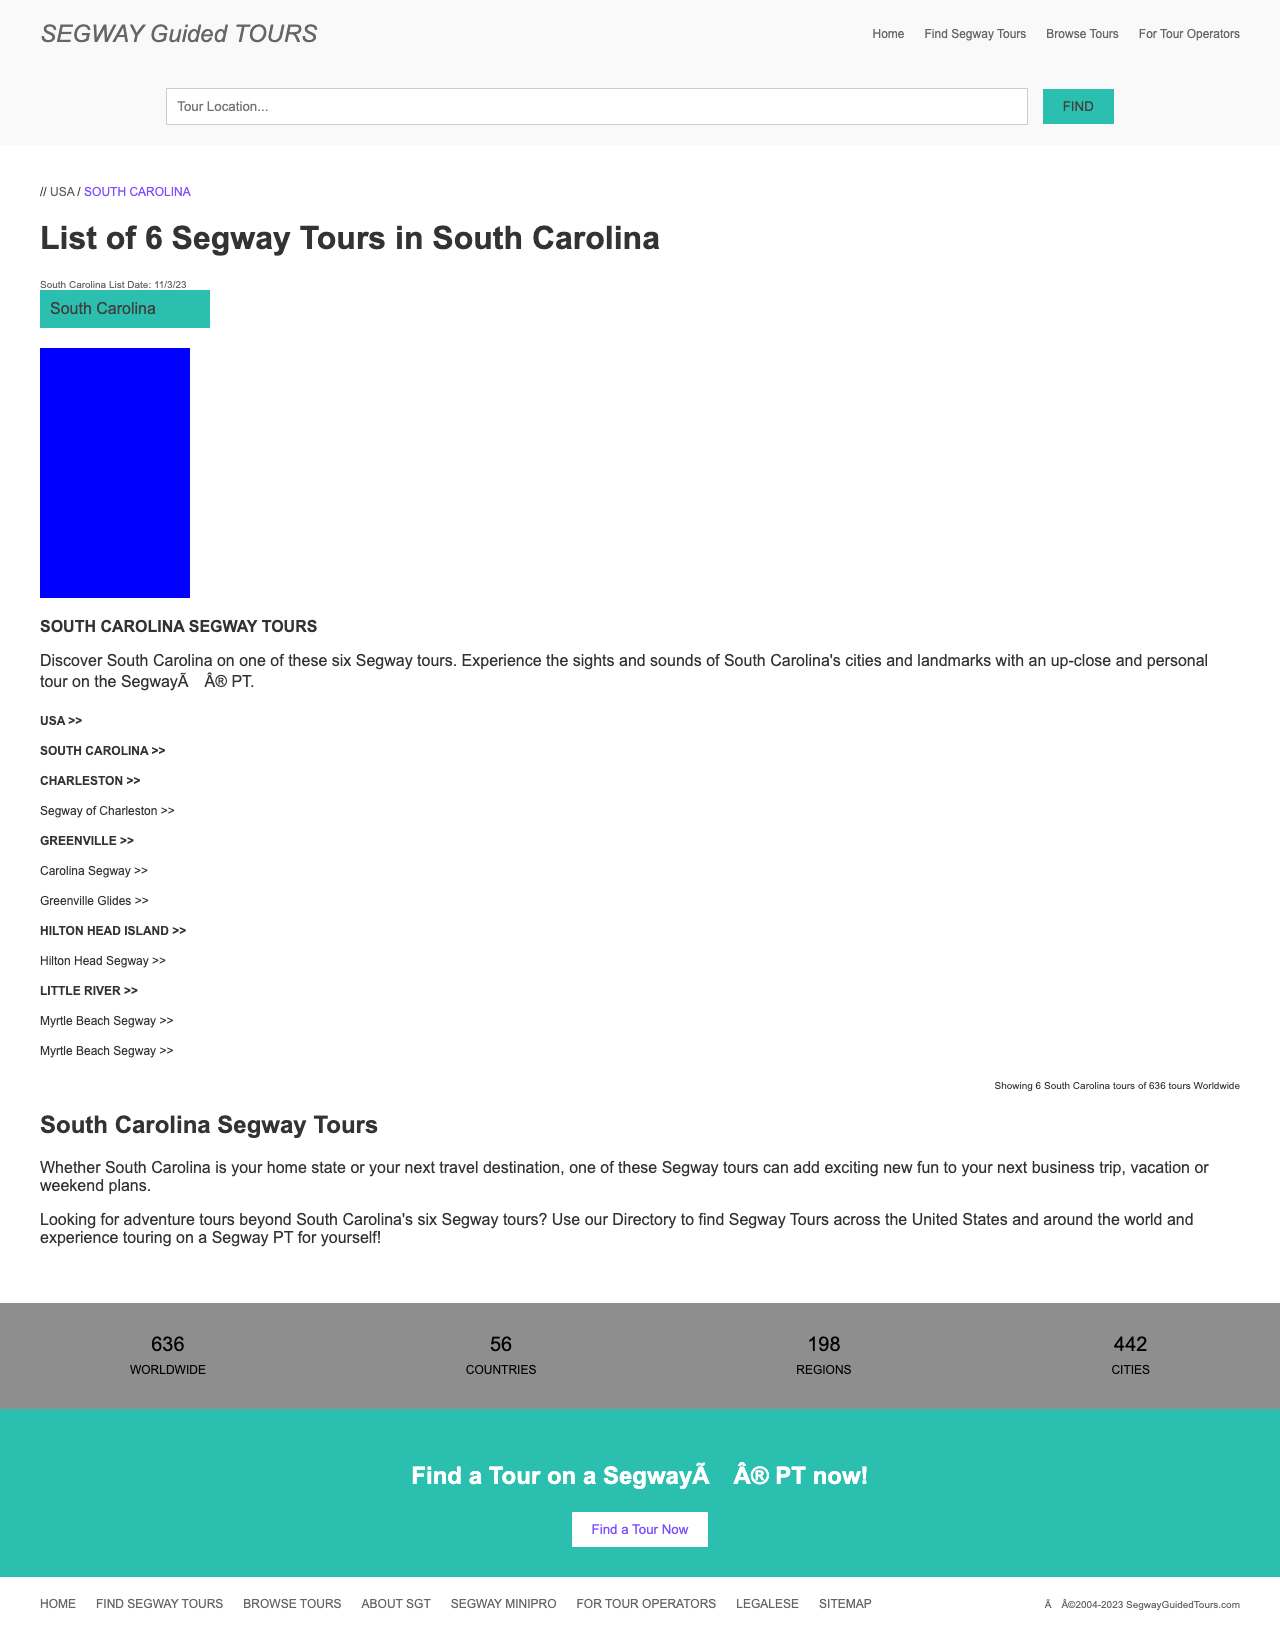 SEGWAY Guided TOURS
Home Find Segway Tours Browse Tours For Tour Operators
Tour Location... FIND
// USA / SOUTH CAROLINA
List of 6 Segway Tours in South Carolina
South Carolina List Date: 11/3/23
South Carolina
SOUTH CAROLINA SEGWAY TOURS
Discover South Carolina on one of these six Segway tours. Experience the sights and sounds of South Carolina's cities and landmarks with an up-close and personal
tour on the SegwayÃ Â® PT.
USA >>
SOUTH CAROLINA >>
CHARLESTON >>
Segway of Charleston >>
GREENVILLE >>
Carolina Segway >>
Greenville Glides >>
HILTON HEAD ISLAND >>
Hilton Head Segway >>
LITTLE RIVER >>
Myrtle Beach Segway >>
Myrtle Beach Segway >>
Showing 6 South Carolina tours of 636 tours Worldwide
South Carolina Segway Tours
Whether South Carolina is your home state or your next travel destination, one of these Segway tours can add exciting new fun to your next business trip, vacation or
weekend plans.
Looking for adventure tours beyond South Carolina's six Segway tours? Use our Directory to find Segway Tours across the United States and around the world and
experience touring on a Segway PT for yourself!
636 56 198 442
WORLDWIDE COUNTRIES REGIONS CITIES
Find a Tour on a SegwayÃ Â® PT now!
Find a Tour Now
HOME FIND SEGWAY TOURS BROWSE TOURS ABOUT SGT SEGWAY MINIPRO FOR TOUR OPERATORS LEGALESE SITEMAP Ã Â©2004-2023 SegwayGuidedTours.com